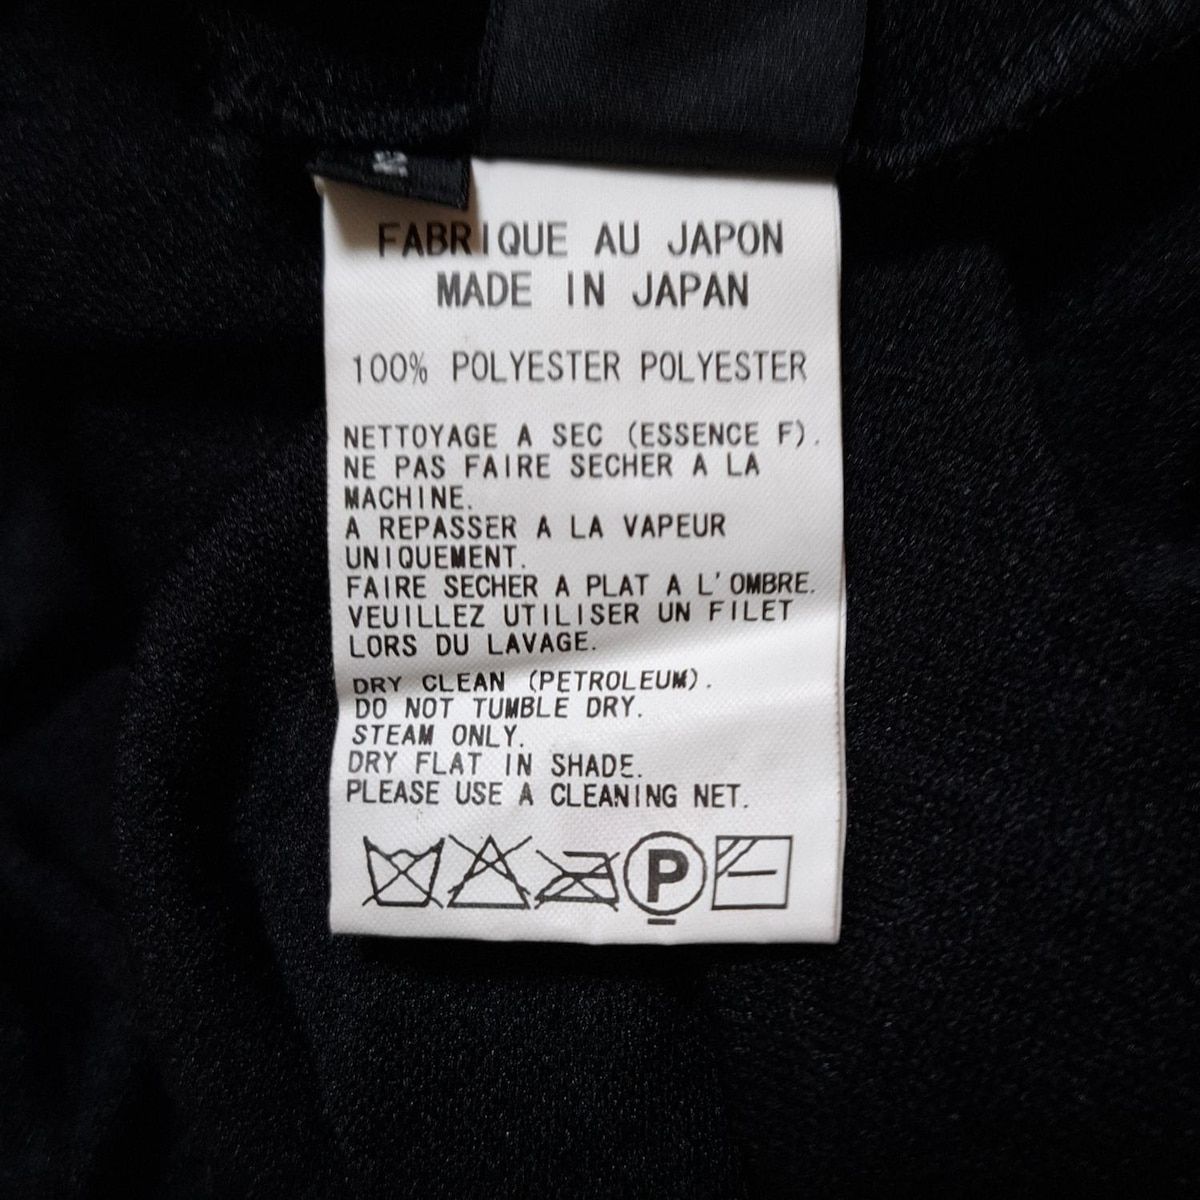 FABRIQUE AU JAPON
MADE IN JAPAN
100% POLYESTER POLYESTER
NETTOYAGE A SEC (ESSENCE F).
NE PAS FAIRE SECHER A LA
MACHINE.
A REPASSER A LA VAPEUR
UNIQUEMENT.
FAIRE SECHER A PLAT A L'OMBRE.
VEUILLEZ UTILISER UN FILET
LORS DU LAVAGE.
DRY CLEAN (PETROLEUM).
DO NOT TUMBLE DRY.
STEAM ONLY.
DRY FLAT IN SHADE.
PLEASE USE A CLEANING NET.
P